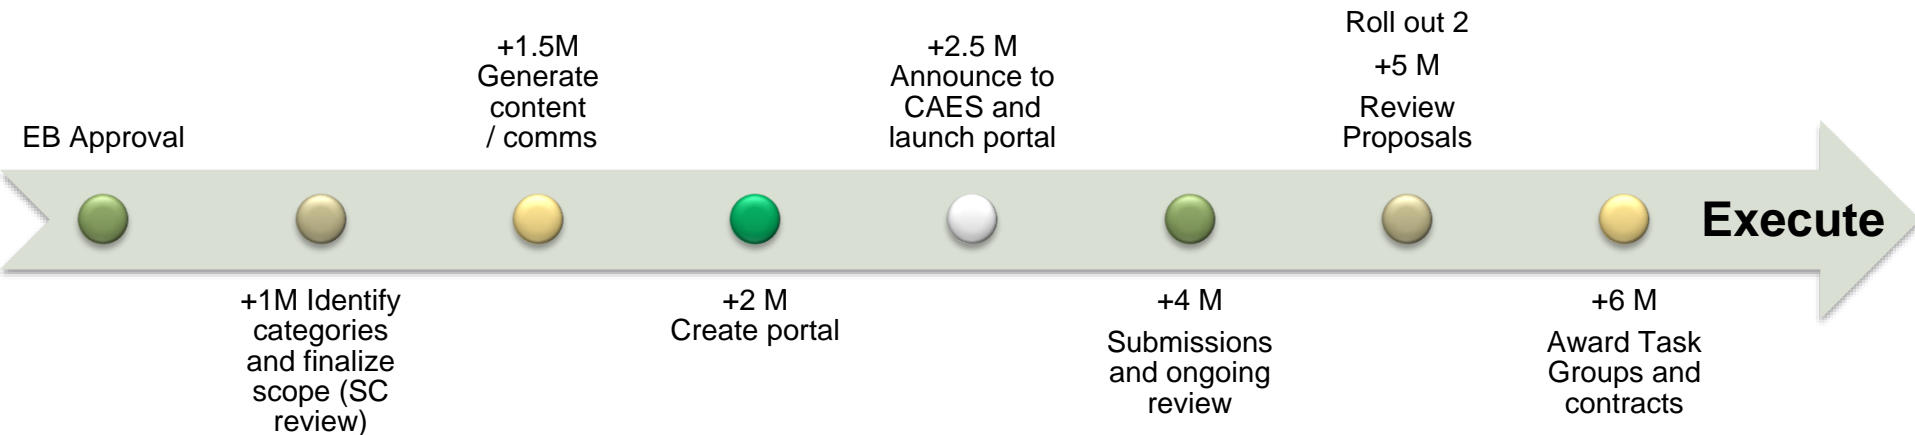 EB Approval
+1M Identify
categories
and finalize
scope (SC
review)
+1.5M
Generate
content
/ comms
+2 M
Create portal
+2.5 M
Announce to
CAES and
launch portal
+4 M
Submissions
and ongoing
review
Roll out 2
+5 M
Review
Proposals
+6 M
Award Task
Groups and
contracts
Execute